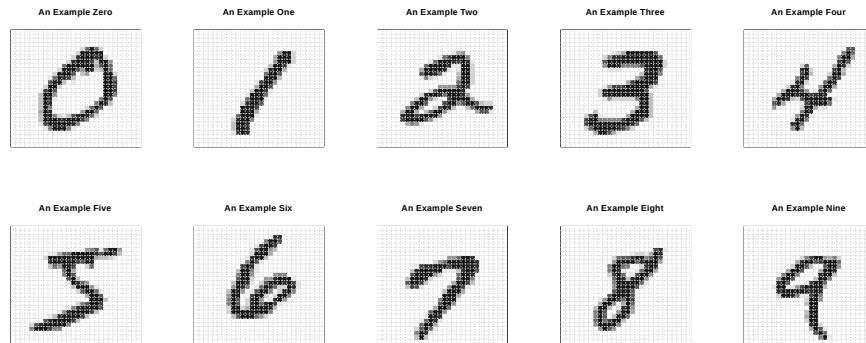 An Example Zero
An Example One
An Example Two
An Example Three
An Example Four
0
1
2
3
4
An Example Five
An Example Six
An Example Seven
An Example Eight
An Example Nine
5
6
7
8
9